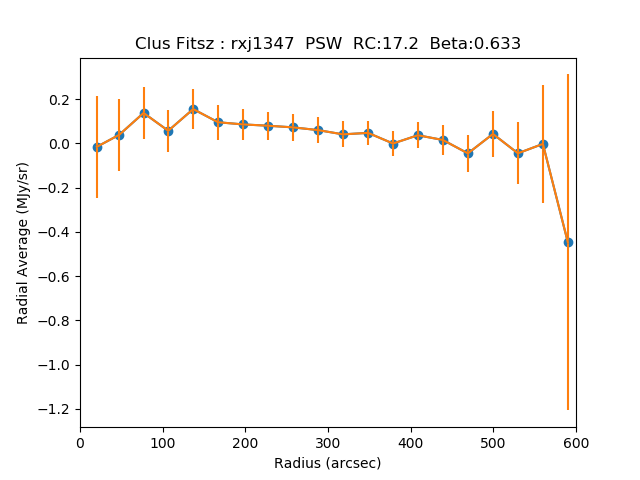 Clus Fitsz : rxj1347  PSW  RC:17.2  Beta:0.633
0.2
0.0
−0.2
−0.4
−0.6
−0.8
−1.0
−1.2
Radial Average (MJy/sr)
0 100 200 300 400 500 600
Radius (arcsec)